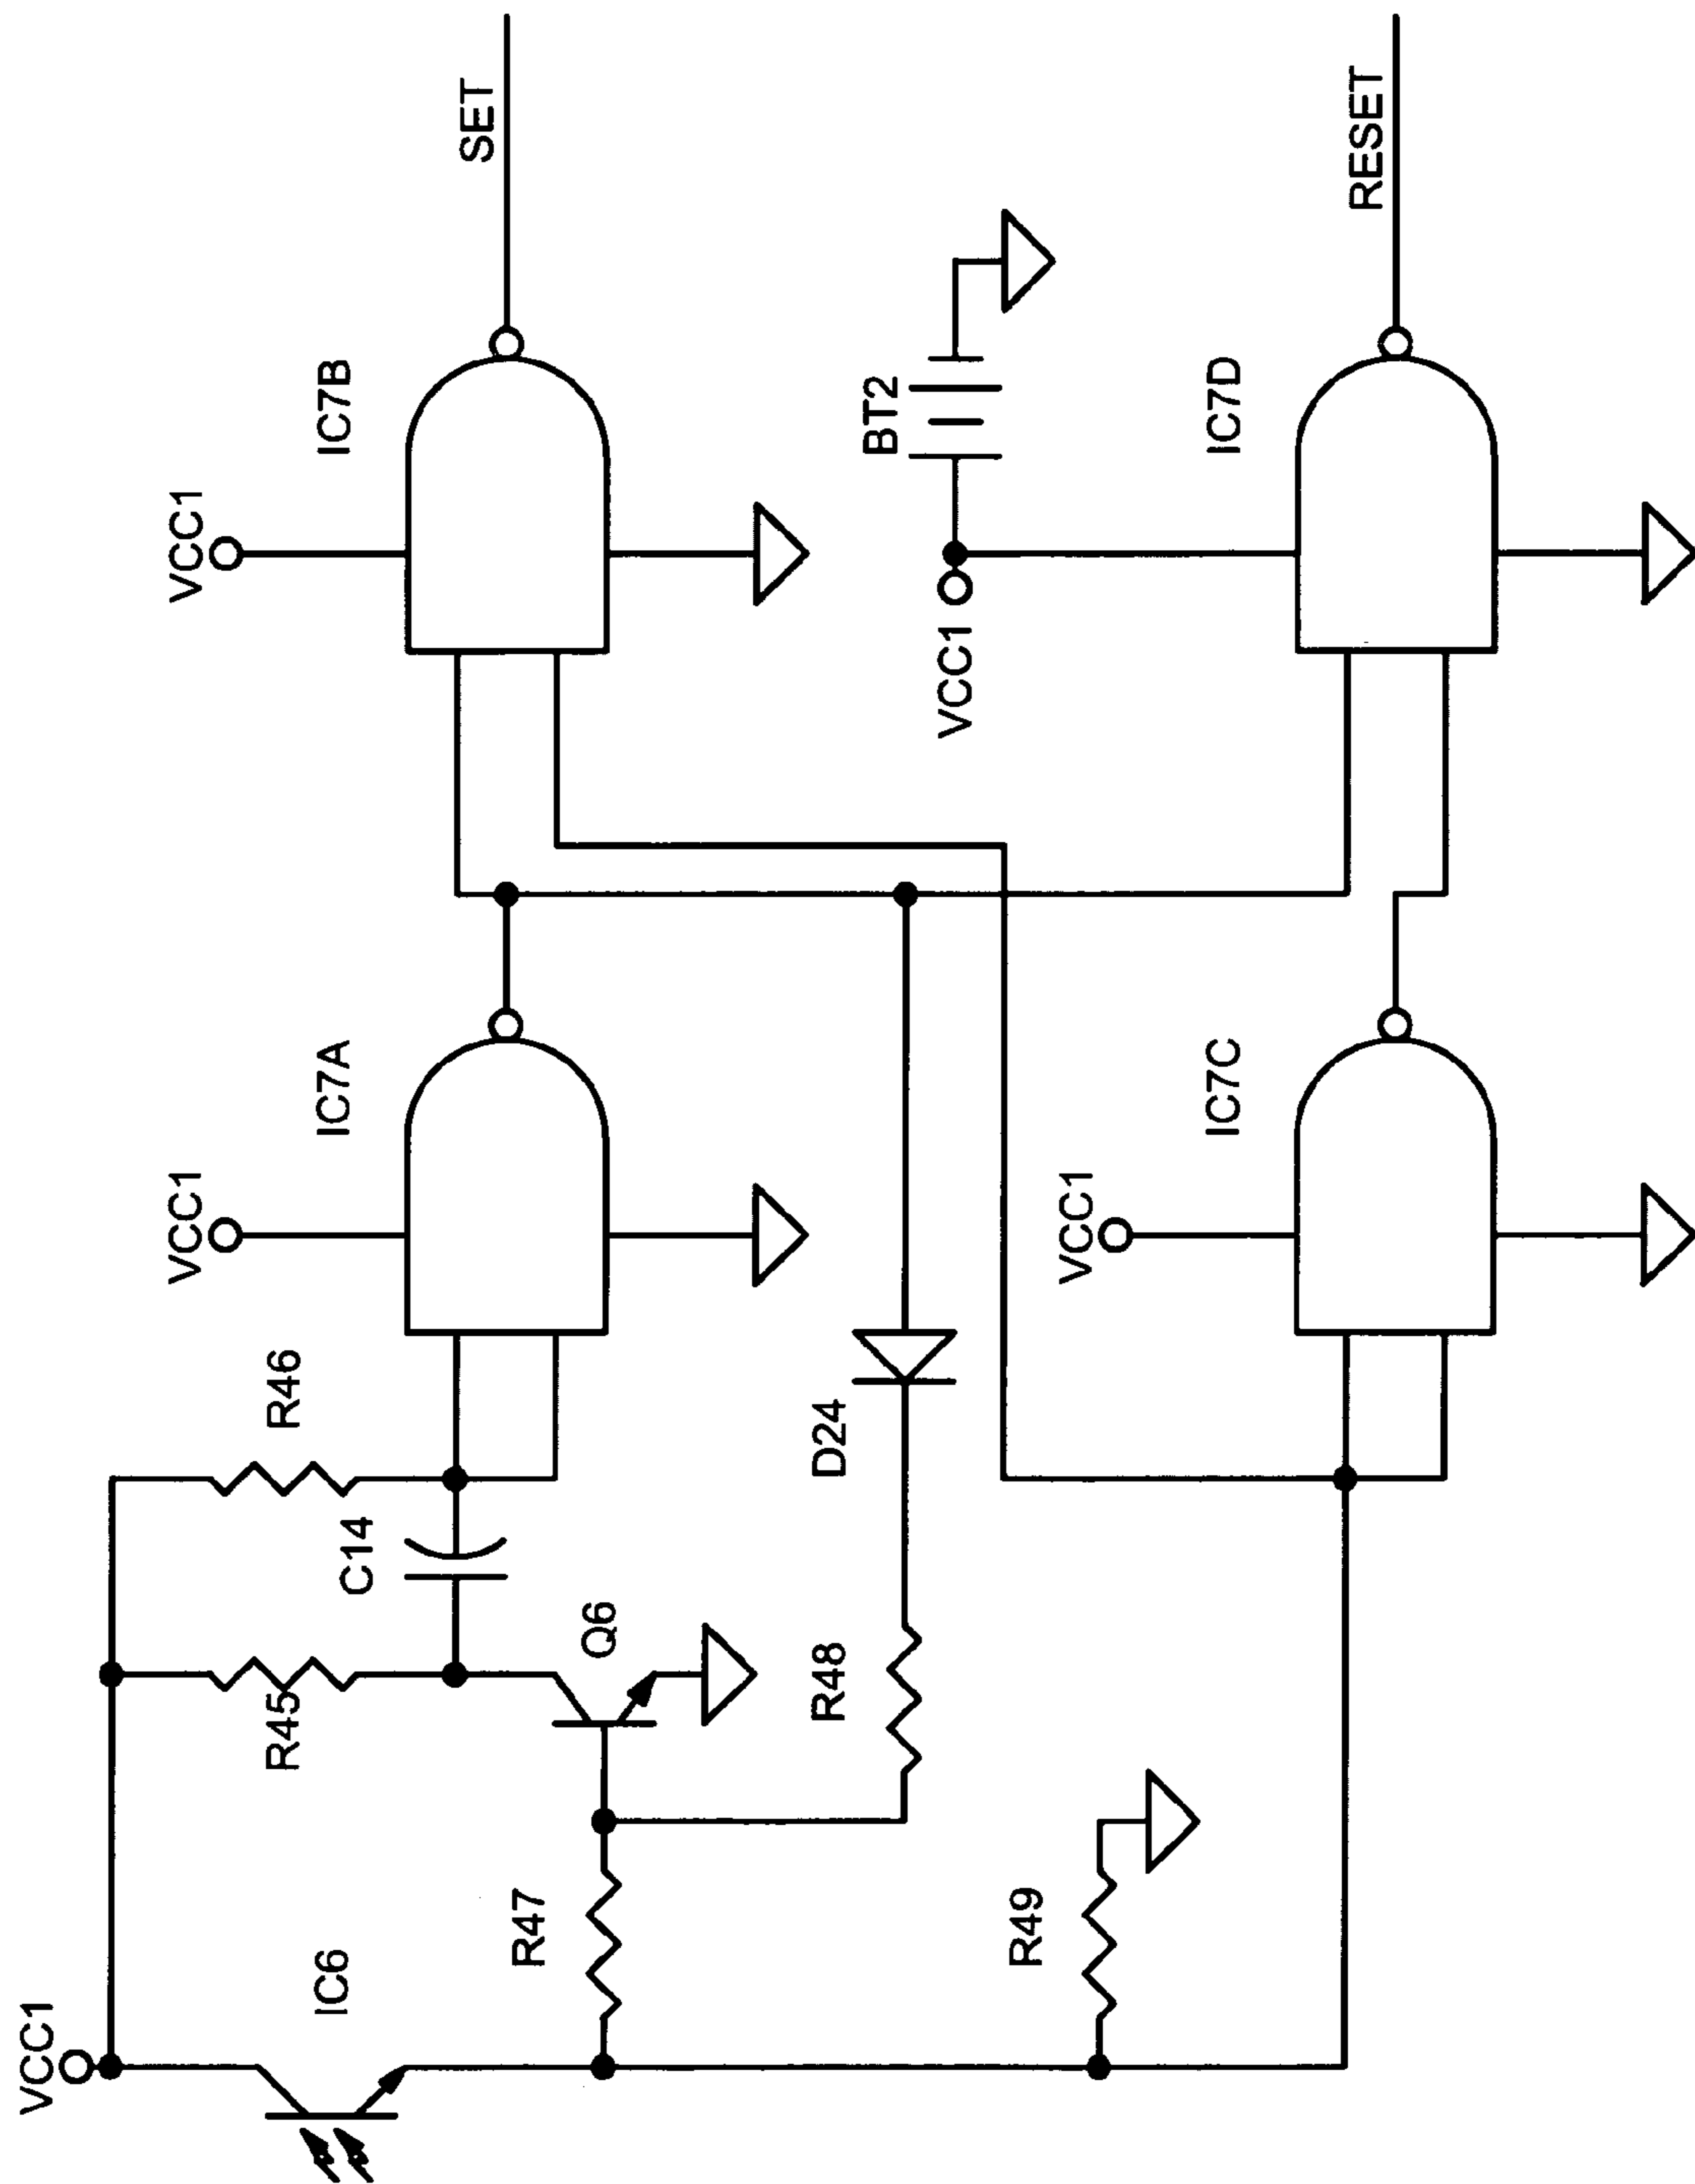 VCC1
IC6
R45
R46
C14
R47
Q6
R48
D24
R49
VCC1
IC7A
VCC1
IC7B
SET
VCC1
BT2
VCC1
IC7C
IC7D
RESET